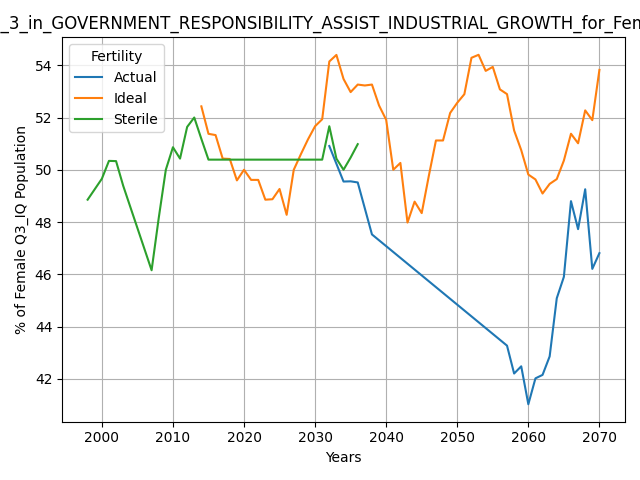 _3_in_GOVERNMENT_RESPONSIBILITY_ASSIST_INDUSTRIAL_GROWTH_for_Fem
Fertility
Actual
Ideal
Sterile
% of Female Q3_IQ Population
54
52
50
48
46
44
42
2000 2010 2020 2030 2040 2050 2060 2070
Years